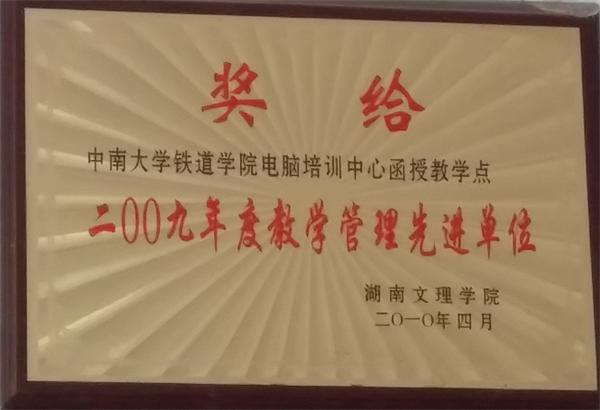 奖给
中南大学铁道学院电脑培训中心函授教学点
二00九年度教学管理先进单位
湖南文理学院
二O一O年四月